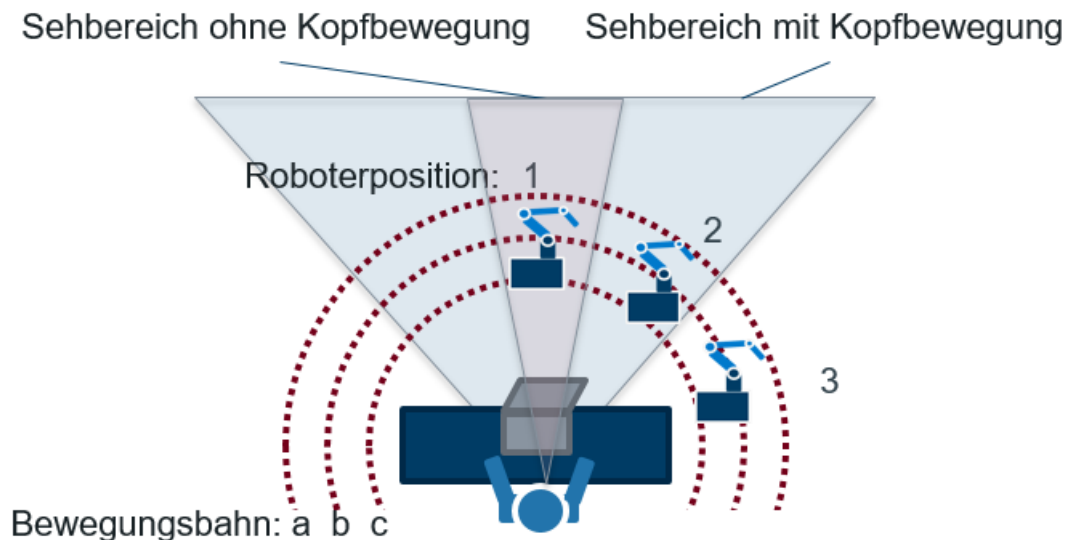 Sehbereich ohne Kopfbewegung
Sehbereich mit Kopfbewegung
Roboterposition: 1
2
3
Bewegungsbahn: a b c